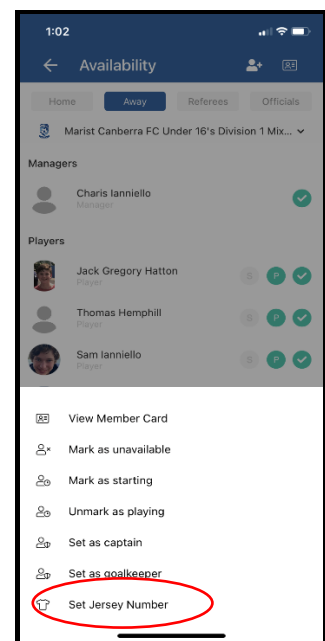 1:02
Availability
Home Away Referees Officials
Marist Canberra FC Under 16's Division 1 Mix...
Managers
Charis Ianniello
Manager
Players
Jack Gregory Hatton
Player
S P
Thomas Hemphill
Player
S P
Sam Ianniello
Player
S P
View Member Card
Mark as unavailable
Mark as starting
Unmark as playing
Set as captain
Set as goalkeeper
Set Jersey Number